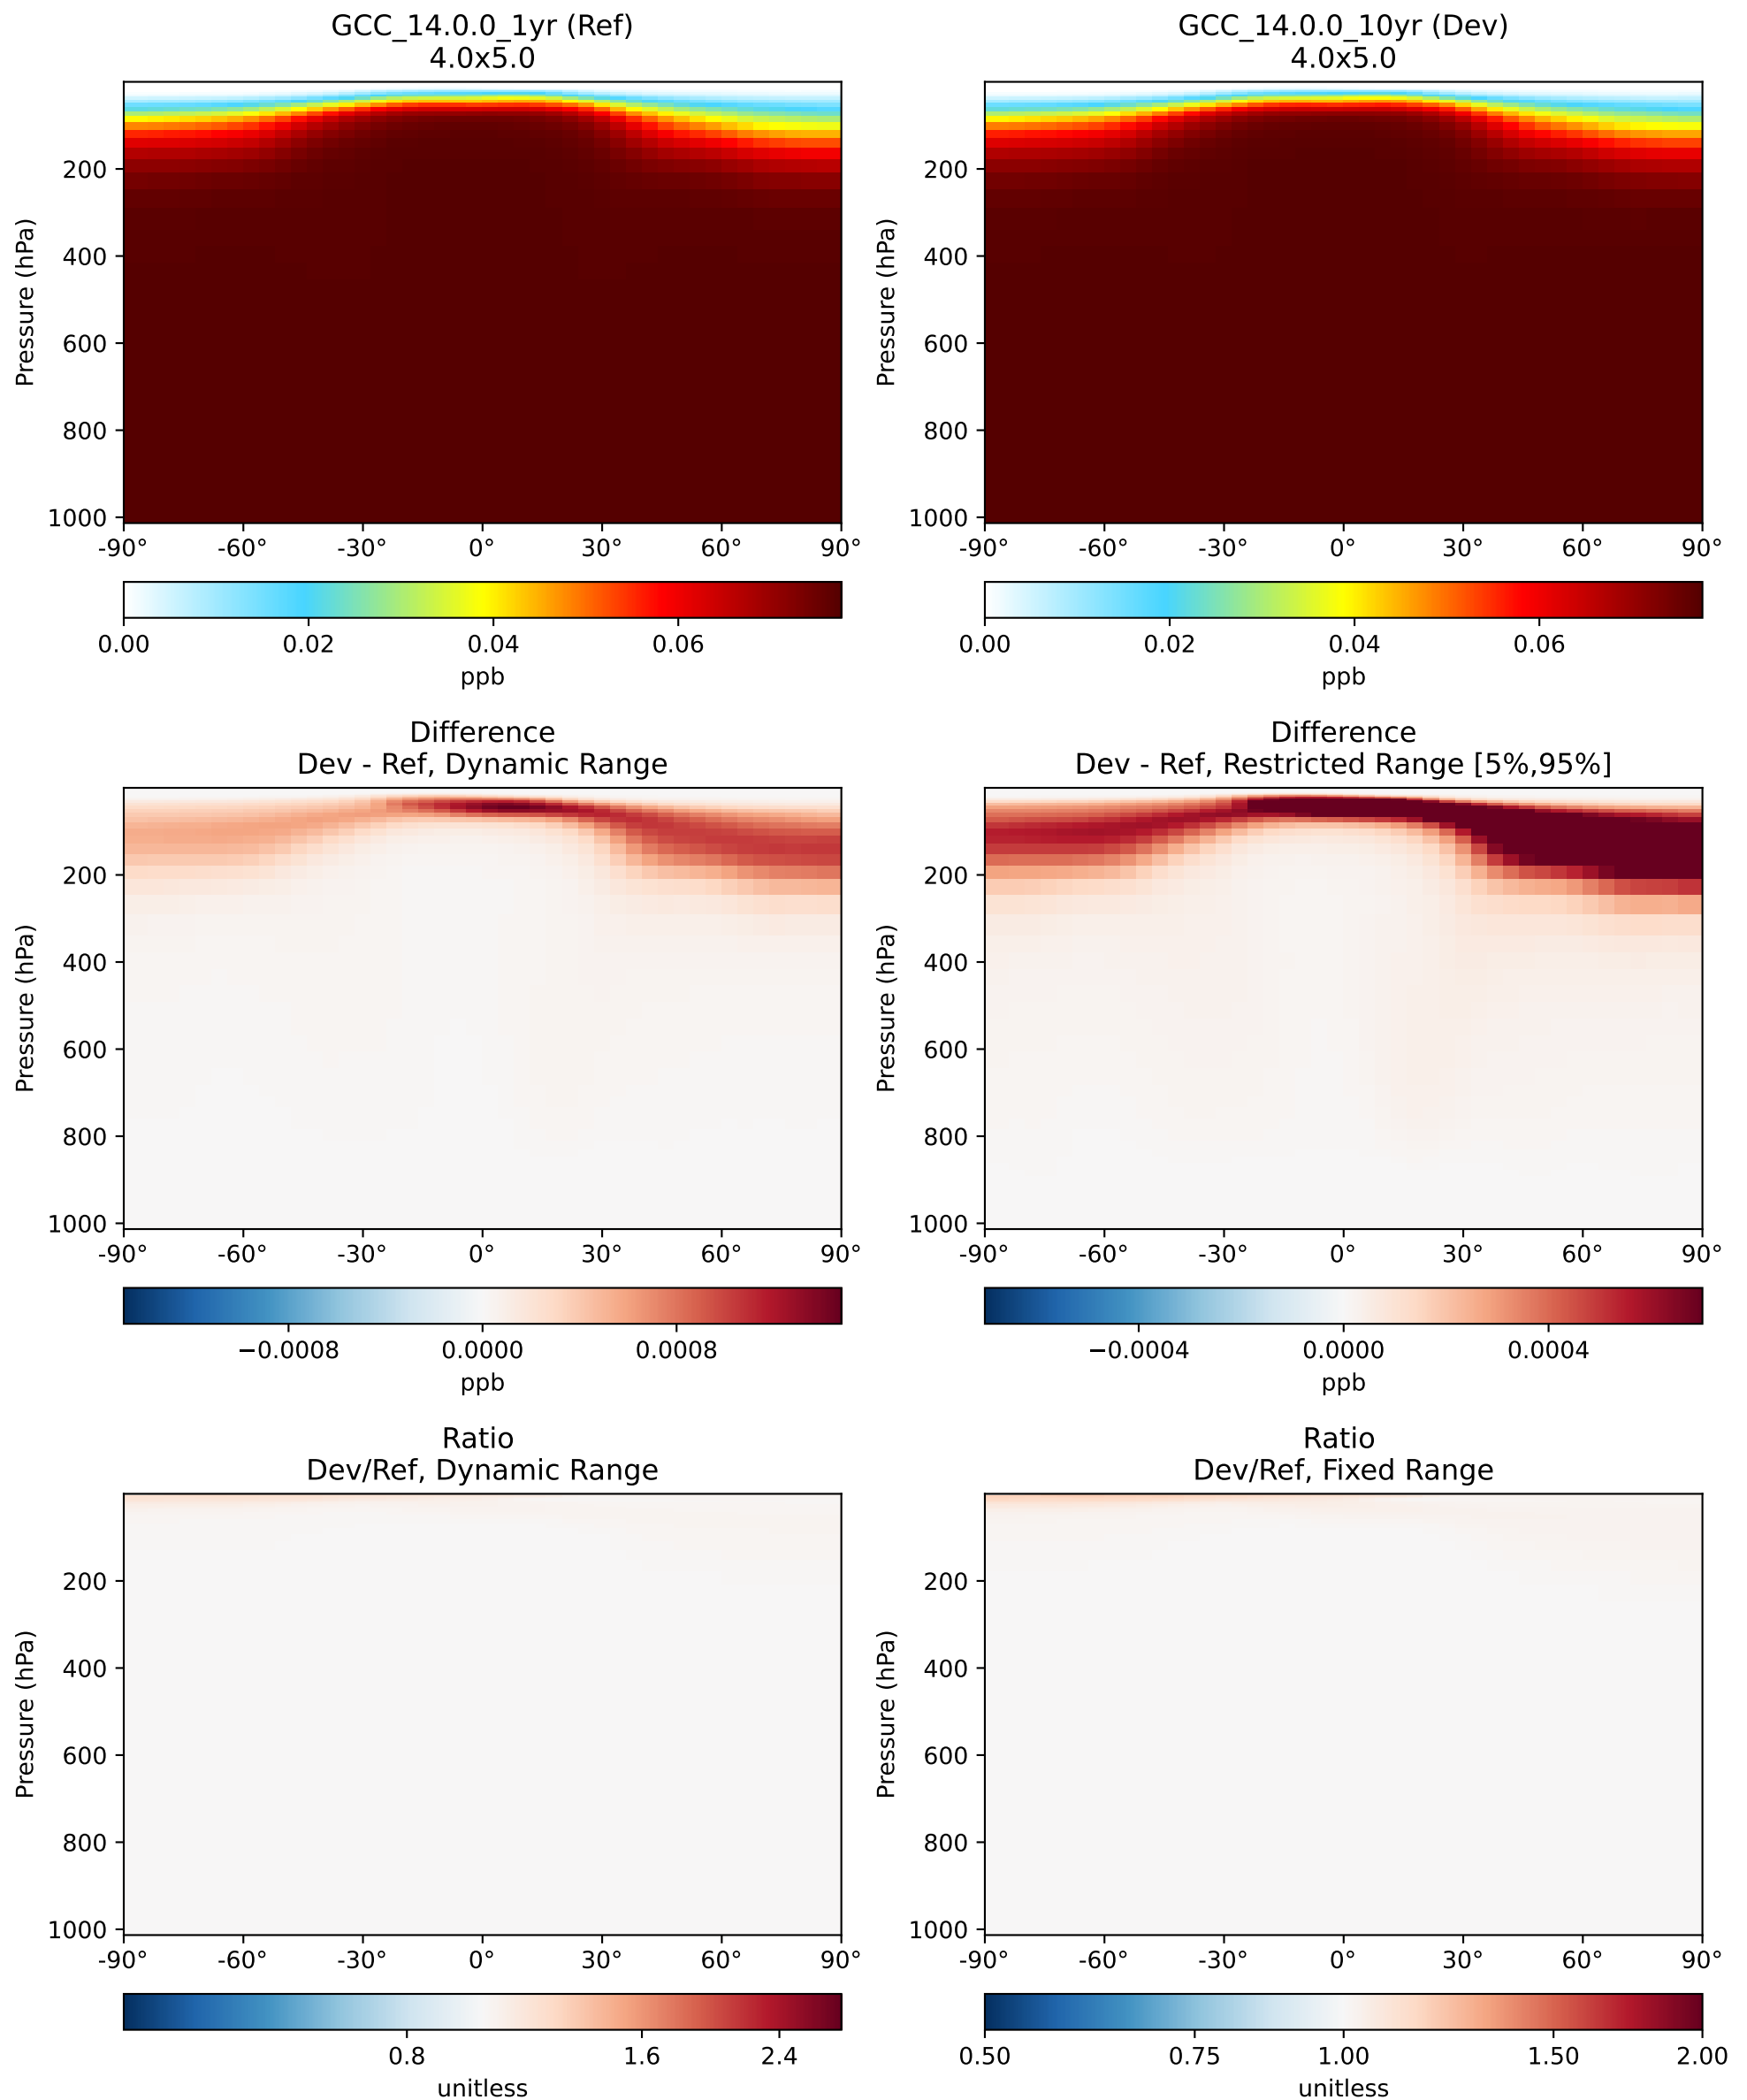 GCC_14.0.0_1yr (Ref)
4.0x5.0
Pressure (hPa)
200
400
600
800
1000
-90° -60° -30° 0° 30° 60° 90°
0.00 0.02 0.04 0.06
ppb
GCC_14.0.0_10yr (Dev)
4.0x5.0
Pressure (hPa)
200
400
600
800
1000
-90° -60° -30° 0° 30° 60° 90°
0.00 0.02 0.04 0.06
ppb
Difference
Dev - Ref, Dynamic Range
Pressure (hPa)
200
400
600
800
1000
-90° -60° -30° 0° 30° 60° 90°
−0.0008 0.0000 0.0008
ppb
Difference
Dev - Ref, Restricted Range [5%,95%]
Pressure (hPa)
200
400
600
800
1000
-90° -60° -30° 0° 30° 60° 90°
−0.0004 0.0000 0.0004
ppb
Ratio
Dev/Ref, Dynamic Range
Pressure (hPa)
200
400
600
800
1000
-90° -60° -30° 0° 30° 60° 90°
0.8 1.6 2.4
unitless
Ratio
Dev/Ref, Fixed Range
Pressure (hPa)
200
400
600
800
1000
-90° -60° -30° 0° 30° 60° 90°
0.50 0.75 1.00 1.50 2.00
unitless